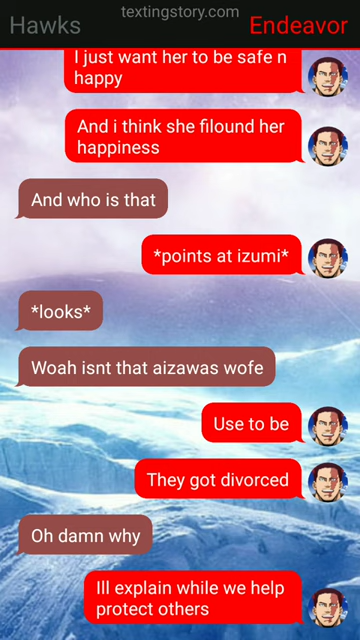 textingstory.com
Hawks
Endeavor
I just want her to be safe n
happy
And i think she filound her
happiness
And who is that
*points at izumi*
*looks*
Woah isnt that aizawas wofe
Use to be
They got divorced
Oh damn why
Ill explain while we help
protect others